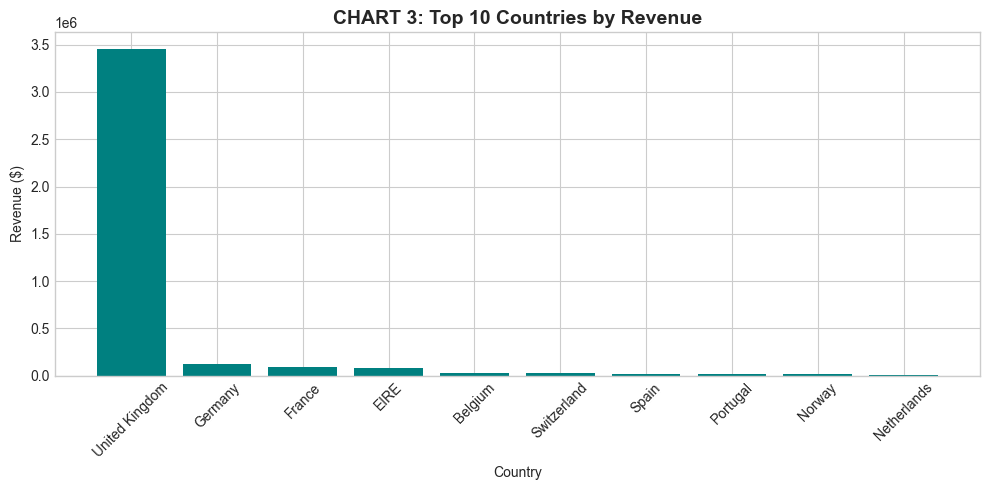 CHART 3: Top 10 Countries by Revenue
1e6
3.5
3.0
2.5
2.0
1.5
1.0
0.5
0.0
Revenue ($)
United Kingdom
Germany
France
EIRE
Belgium
Switzerland
Spain
Portugal
Norway
Netherlands
Country